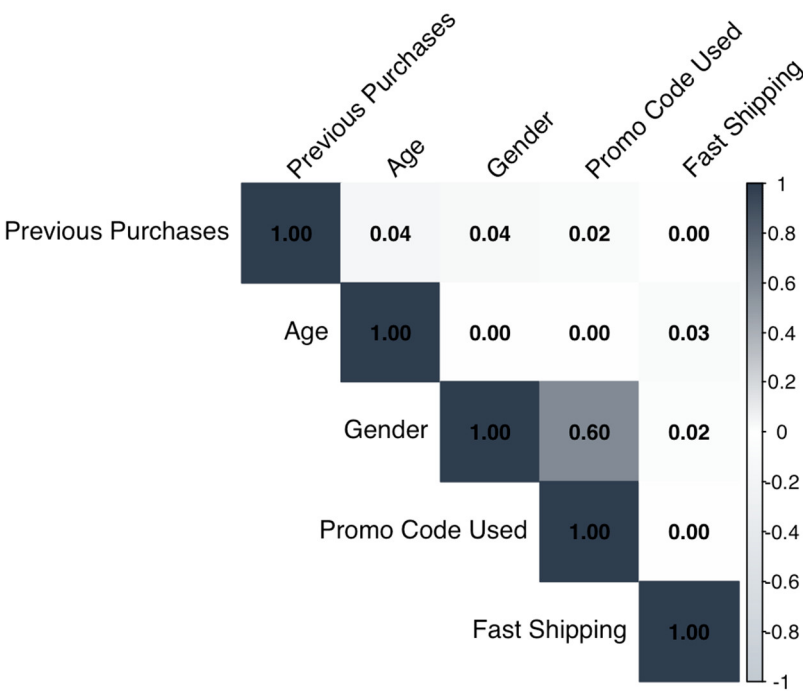 Previous Purchases
Age
Gender
Promo Code Used
Fast Shipping
Previous Purchases 1.00 0.04 0.04 0.02 0.00
Age 1.00 0.00 0.00 0.03
Gender 1.00 0.60 0.02
Promo Code Used 1.00 0.00
Fast Shipping 1.00
1
0.8
0.6
0.4
0.2
0
-0.2
-0.4
-0.6
-0.8
-1